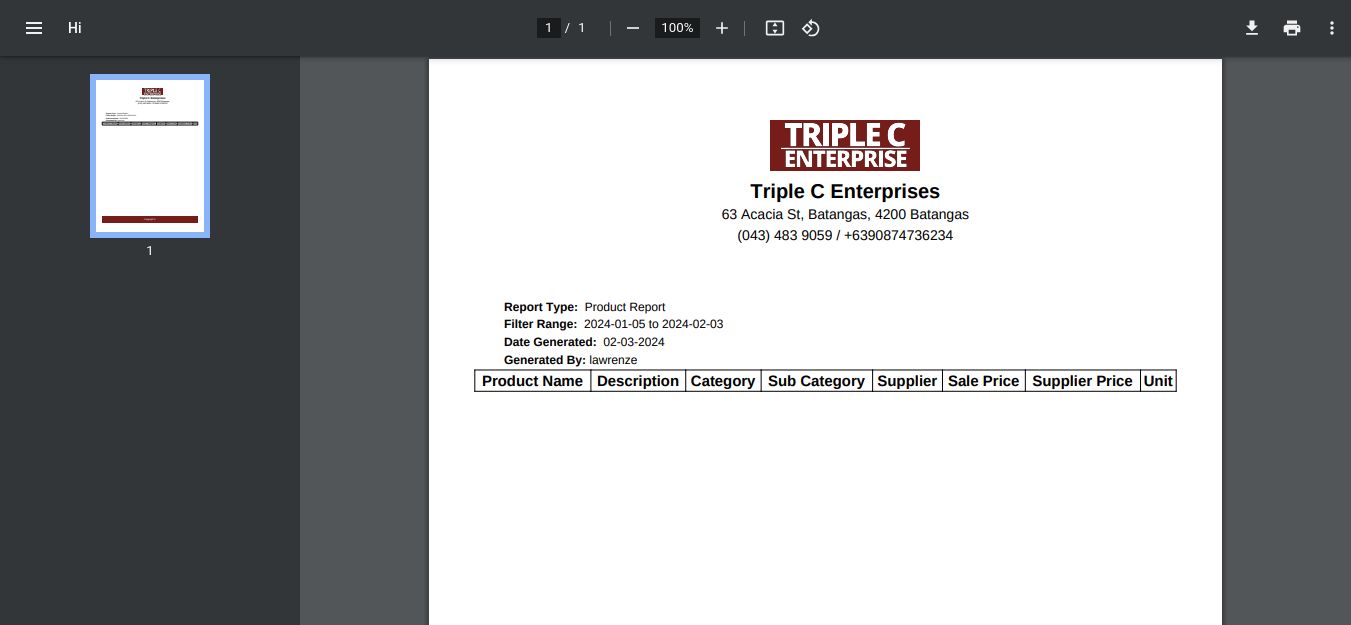 Hi
1 / 1
100%
1
TRIPLE C
ENTERPRISE
Triple C Enterprises
63 Acacia St, Batangas, 4200 Batangas
(043) 483 9059 / +6390874736234
Report Type: Product Report
Filter Range: 2024-01-05 to 2024-02-03
Date Generated: 02-03-2024
Generated By: lawrenze
Product Name Description Category Sub Category Supplier Sale Price Supplier Price Unit